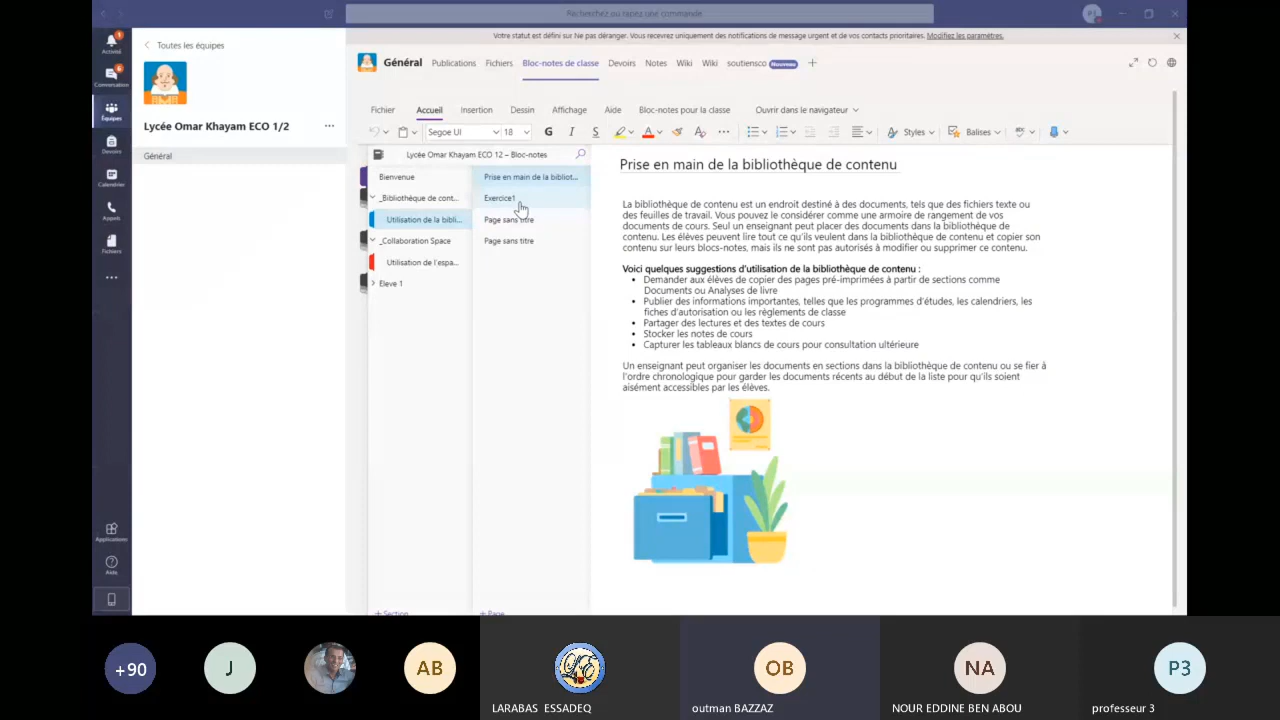 Recherchez ou tapez une commande
P3
Votre statut est défini sur Ne pas déranger. Vous recevrez uniquement des notifications de message urgent et de vos contacts prioritaires. Modifiez les paramètres.
1
Activité
6
Conversation
Équipes
Devoirs
Calendrier
Appels
Fichiers
Applications
Aide
Toutes les équipes
Lycée Omar Khayam ECO 1/2
Général
Général Publications Fichiers Bloc-notes de classe Devoirs Notes Wiki Wiki soutiensco Nouveau
Fichier Accueil Insertion Dessin Affichage Aide Bloc-notes pour la classe Ouvrir dans le navigateur
Segoe UI 18 G I S A Styles Balises
Lycée Omar Khayam ECO 12 – Bloc-notes
Bienvenue
_Bibliothèque de cont...
Utilisation de la bibli...
_Collaboration Space
Utilisation de l'espa...
Eleve 1
+ Section
Prise en main de la bibliot...
Exercice1
Page sans titre
Page sans titre
+ Page
Prise en main de la bibliothèque de contenu
La bibliothèque de contenu est un endroit destiné à des documents, tels que des fichiers texte ou
des feuilles de travail. Vous pouvez le considérer comme une armoire de rangement de vos
documents de cours. Seul un enseignant peut placer des documents dans la bibliothèque de
contenu. Les élèves peuvent lire tout ce qu'ils veulent dans la bibliothèque de contenu et copier son
contenu sur leurs blocs-notes, mais ils ne sont pas autorisés à modifier ou supprimer ce contenu.
Voici quelques suggestions d'utilisation de la bibliothèque de contenu :
• Demander aux élèves de copier des pages pré-imprimées à partir de sections comme
Documents ou Analyses de livre
• Publier des informations importantes, telles que les programmes d'études, les calendriers, les
fiches d'autorisation ou les règlements de classe
• Partager des lectures et des textes de cours
• Stocker les notes de cours
• Capturer les tableaux blancs de cours pour consultation ultérieure
Un enseignant peut organiser les documents en sections dans la bibliothèque de contenu ou se fier à
l'ordre chronologique pour garder les documents récents au début de la liste pour qu'ils soient
aisément accessibles par les élèves.
+90
J
AB
LARABAS ESSADEQ
OB
outman BAZZAZ
NA
NOUR EDDINE BEN ABOU
P3
professeur 3